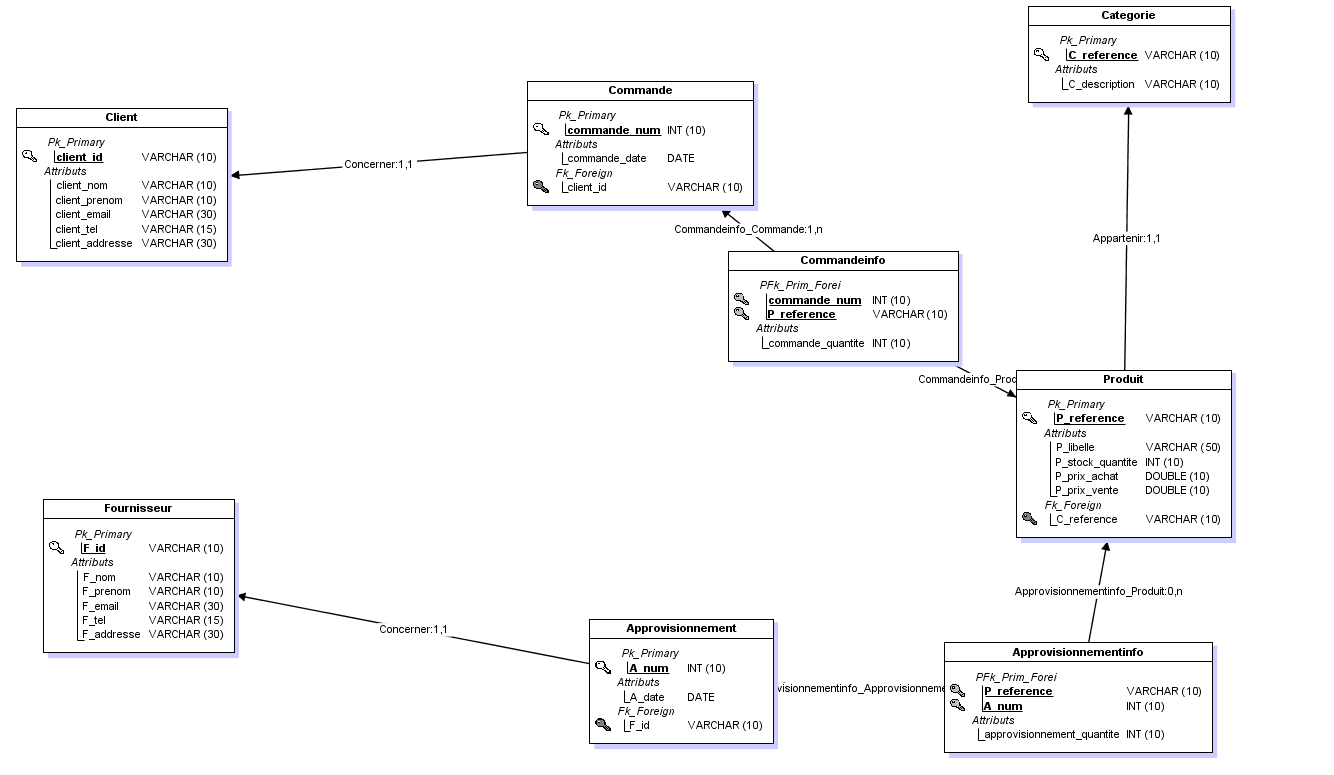 Categorie
Pk_Primary
C_reference VARCHAR (10)
Attributs
C_description VARCHAR (10)
Commande
Pk_Primary
commande_num INT (10)
Attributs
commande_date DATE
Fk_Foreign
client_id VARCHAR (10)
Client
Pk_Primary
client_id VARCHAR (10)
Attributs
client_nom VARCHAR (10)
client_prenom VARCHAR (10)
client_email VARCHAR (30)
client_tel VARCHAR (15)
client_addresse VARCHAR (30)
Concerner:1,1
Commandeinfo_Commande:1,n
Appartenir:1,1
Commandeinfo
PFk_Prim_Forei
commande_num INT (10)
P_reference VARCHAR (10)
Attributs
commande_quantite INT (10)
Commandeinfo_Prod
Produit
Pk_Primary
P_reference VARCHAR (10)
Attributs
P_libelle VARCHAR (50)
P_stock_quantite INT (10)
P_prix_achat DOUBLE (10)
P_prix_vente DOUBLE (10)
Fk_Foreign
C_reference VARCHAR (10)
Fournisseur
Pk_Primary
F_id VARCHAR (10)
Attributs
F_nom VARCHAR (10)
F_prenom VARCHAR (10)
F_email VARCHAR (30)
F_tel VARCHAR (15)
F_addresse VARCHAR (30)
Approvisionnementinfo_Produit:0,n
Concerner:1,1
Approvisionnement
Pk_Primary
A_num INT (10)
Attributs
A_date DATE
Fk_Foreign
F_id VARCHAR (10)
visionnementinfo_Approvisionneme
Approvisionnementinfo
PFk_Prim_Forei
P_reference VARCHAR (10)
A_num INT (10)
Attributs
approvisionnement_quantite INT (10)